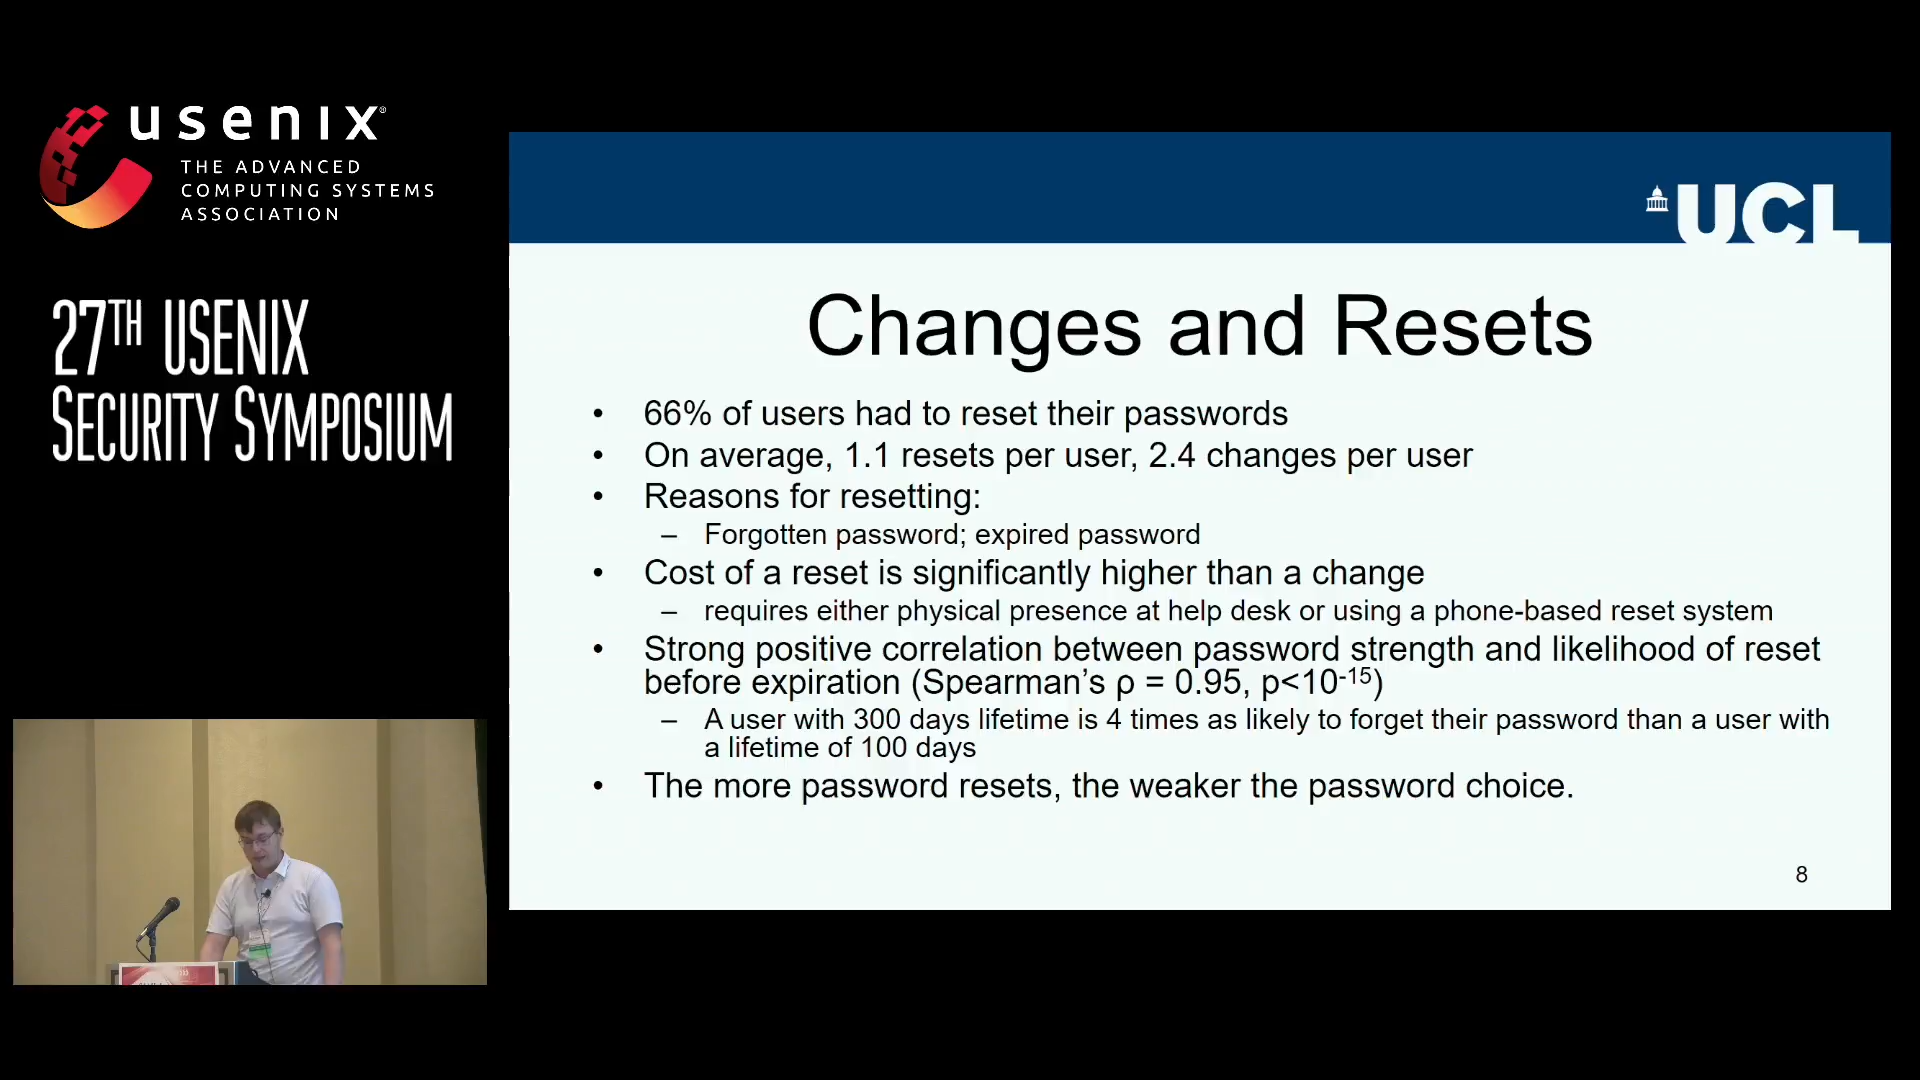 usenix®
THE ADVANCED
COMPUTING SYSTEMS
ASSOCIATION
27TH USENIX
SECURITY SYMPOSIUM
UCL
Changes and Resets
• 66% of users had to reset their passwords
• On average, 1.1 resets per user, 2.4 changes per user
• Reasons for resetting:
– Forgotten password; expired password
• Cost of a reset is significantly higher than a change
– requires either physical presence at help desk or using a phone-based reset system
• Strong positive correlation between password strength and likelihood of reset
before expiration (Spearman’s ρ = 0.95, p<10-15)
– A user with 300 days lifetime is 4 times as likely to forget their password than a user with
a lifetime of 100 days
• The more password resets, the weaker the password choice.
8